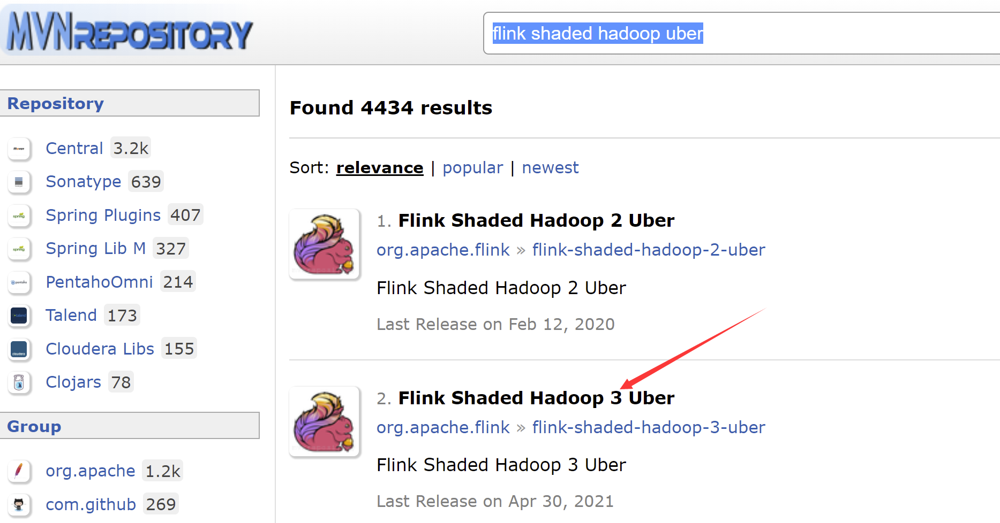 MVNREPOSITORY
flink shaded hadoop uber
Repository
Central 3.2k
Sonatype 639
Spring Plugins 407
Spring Lib M 327
PentahoOmni 214
Talend 173
Cloudera Libs 155
Clojars 78
Group
org.apache 1.2k
com.github 269
Found 4434 results
Sort: relevance | popular | newest
1. Flink Shaded Hadoop 2 Uber
org.apache.flink » flink-shaded-hadoop-2-uber
Flink Shaded Hadoop 2 Uber
Last Release on Feb 12, 2020
2. Flink Shaded Hadoop 3 Uber
org.apache.flink » flink-shaded-hadoop-3-uber
Flink Shaded Hadoop 3 Uber
Last Release on Apr 30, 2021